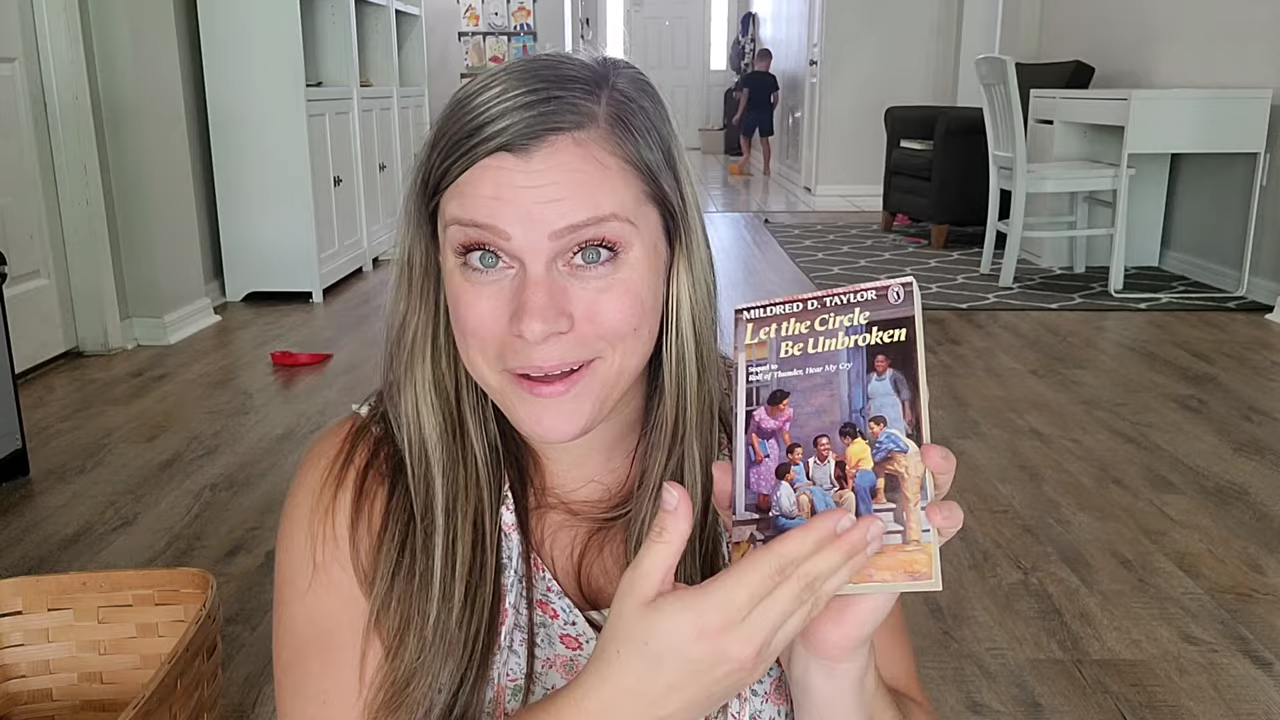 MILDRED D. TAYLOR
Let the Circle
Be Unbroken
Sequel to
Roll of Thunder, Hear My Cry